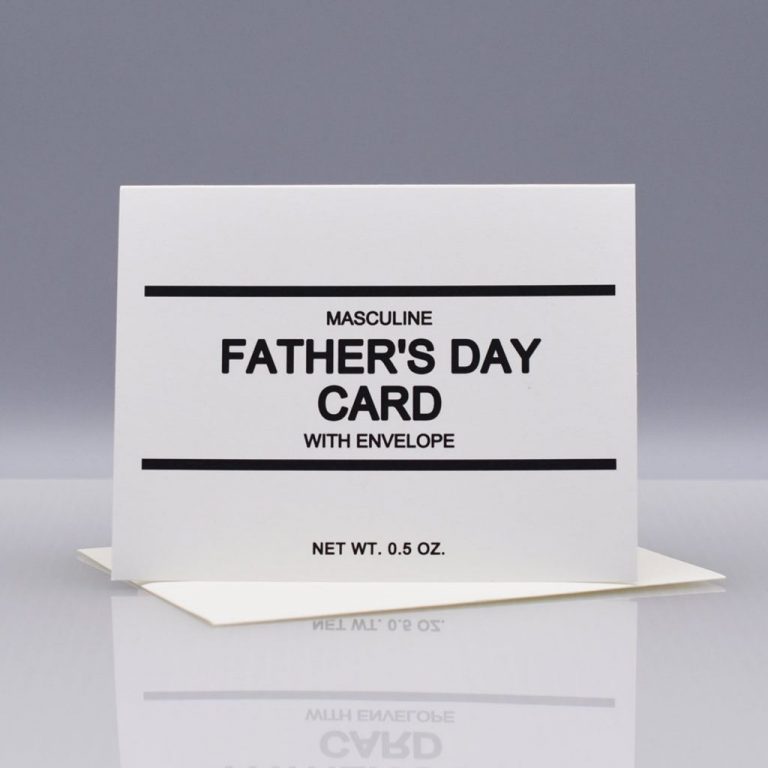 MASCULINE
FATHER'S DAY
CARD
WITH ENVELOPE
NET WT. 0.5 OZ.